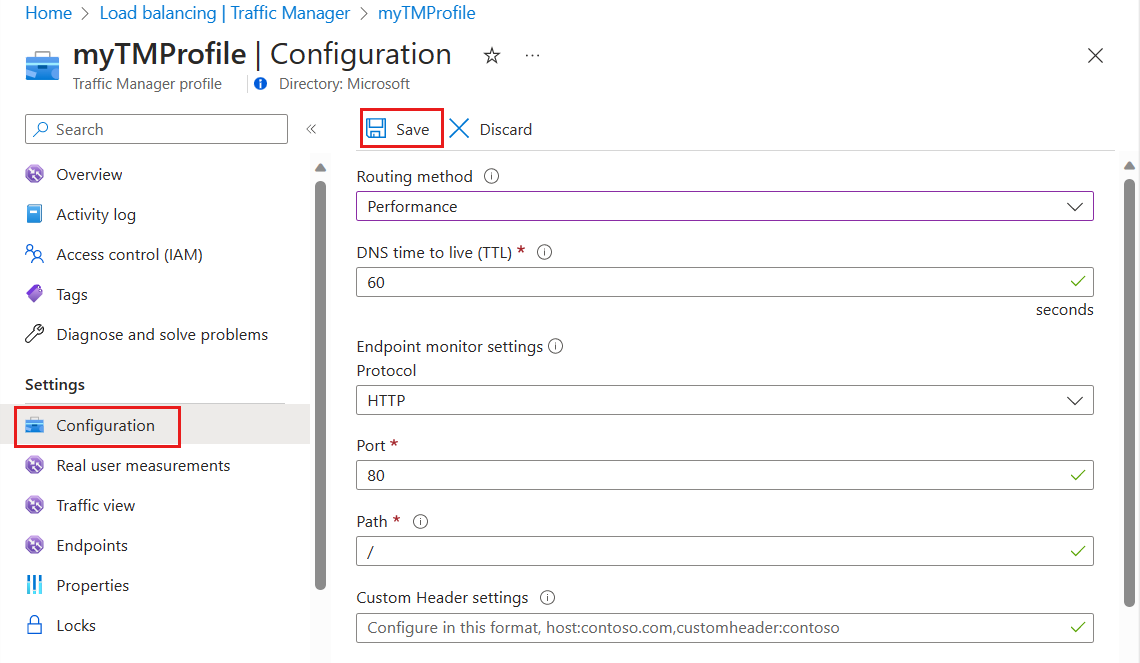 Home > Load balancing | Traffic Manager > myTMProfile
myTMProfile | Configuration ...
Traffic Manager profile | Directory: Microsoft
Search «
Overview
Activity log
Access control (IAM)
Tags
Diagnose and solve problems
Settings
Configuration
Real user measurements
Traffic view
Endpoints
Properties
Locks
Save Discard
Routing method
Performance
DNS time to live (TTL) *
60
seconds
Endpoint monitor settings
Protocol
HTTP
Port *
80
Path *
/
Custom Header settings
Configure in this format, host:contoso.com,customheader:contoso